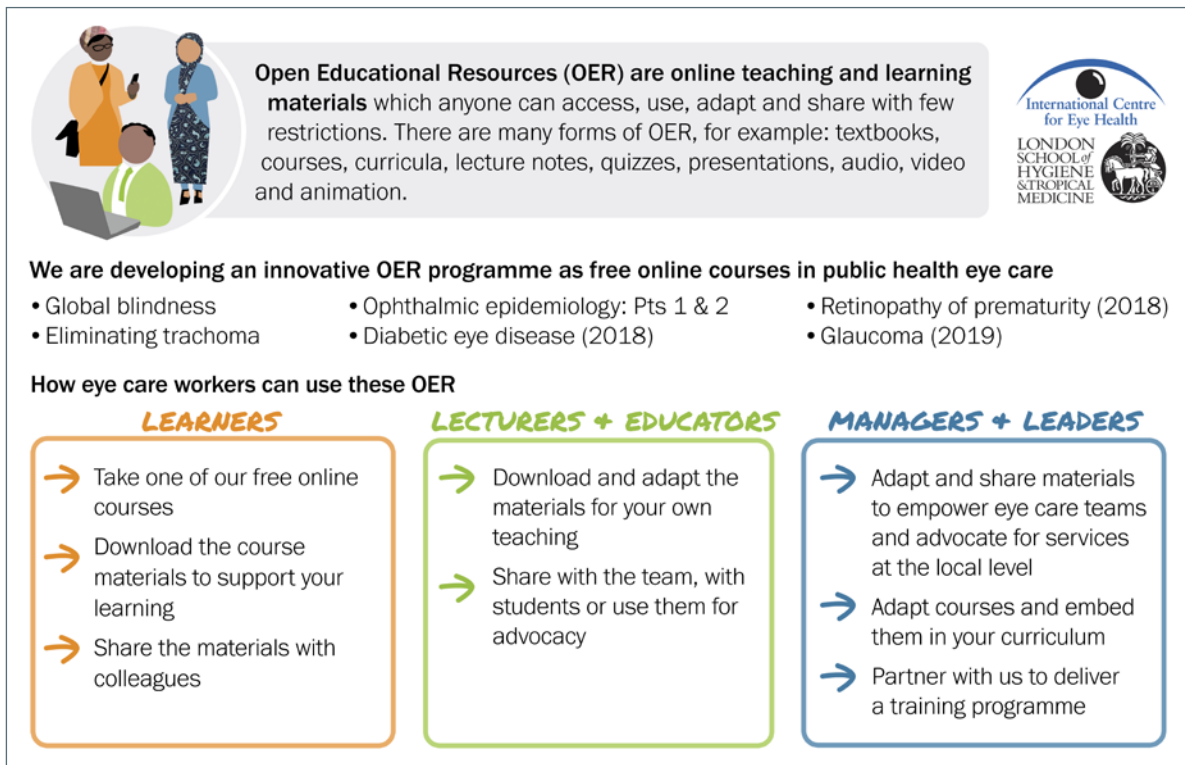 Open Educational Resources (OER) are online teaching and learning
materials which anyone can access, use, adapt and share with few
restrictions. There are many forms of OER, for example: textbooks,
courses, curricula, lecture notes, quizzes, presentations, audio, video
and animation.
International Centre
for Eye Health
LONDON
SCHOOL of
HYGIENE
& TROPICAL
MEDICINE
We are developing an innovative OER programme as free online courses in public health eye care
• Global blindness
• Eliminating trachoma
• Ophthalmic epidemiology: Pts 1 & 2
• Diabetic eye disease (2018)
• Retinopathy of prematurity (2018)
• Glaucoma (2019)
How eye care workers can use these OER
LEARNERS
→ Take one of our free online
courses
→ Download the course
materials to support your
learning
→ Share the materials with
colleagues
LECTURERS & EDUCATORS
→ Download and adapt the
materials for your own
teaching
→ Share with the team, with
students or use them for
advocacy
MANAGERS & LEADERS
→ Adapt and share materials
to empower eye care teams
and advocate for services
at the local level
→ Adapt courses and embed
them in your curriculum
→ Partner with us to deliver
a training programme